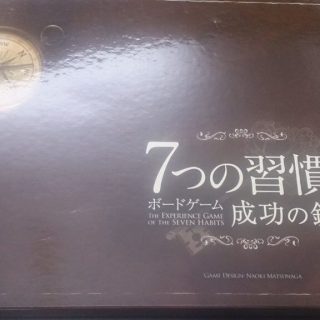 7つの習慣
ボードゲーム 成功の鍵
THE EXPERIENCE GAME
OF THE SEVEN HABITS
GAME DESIGN: NAOKI MATSUNAGA